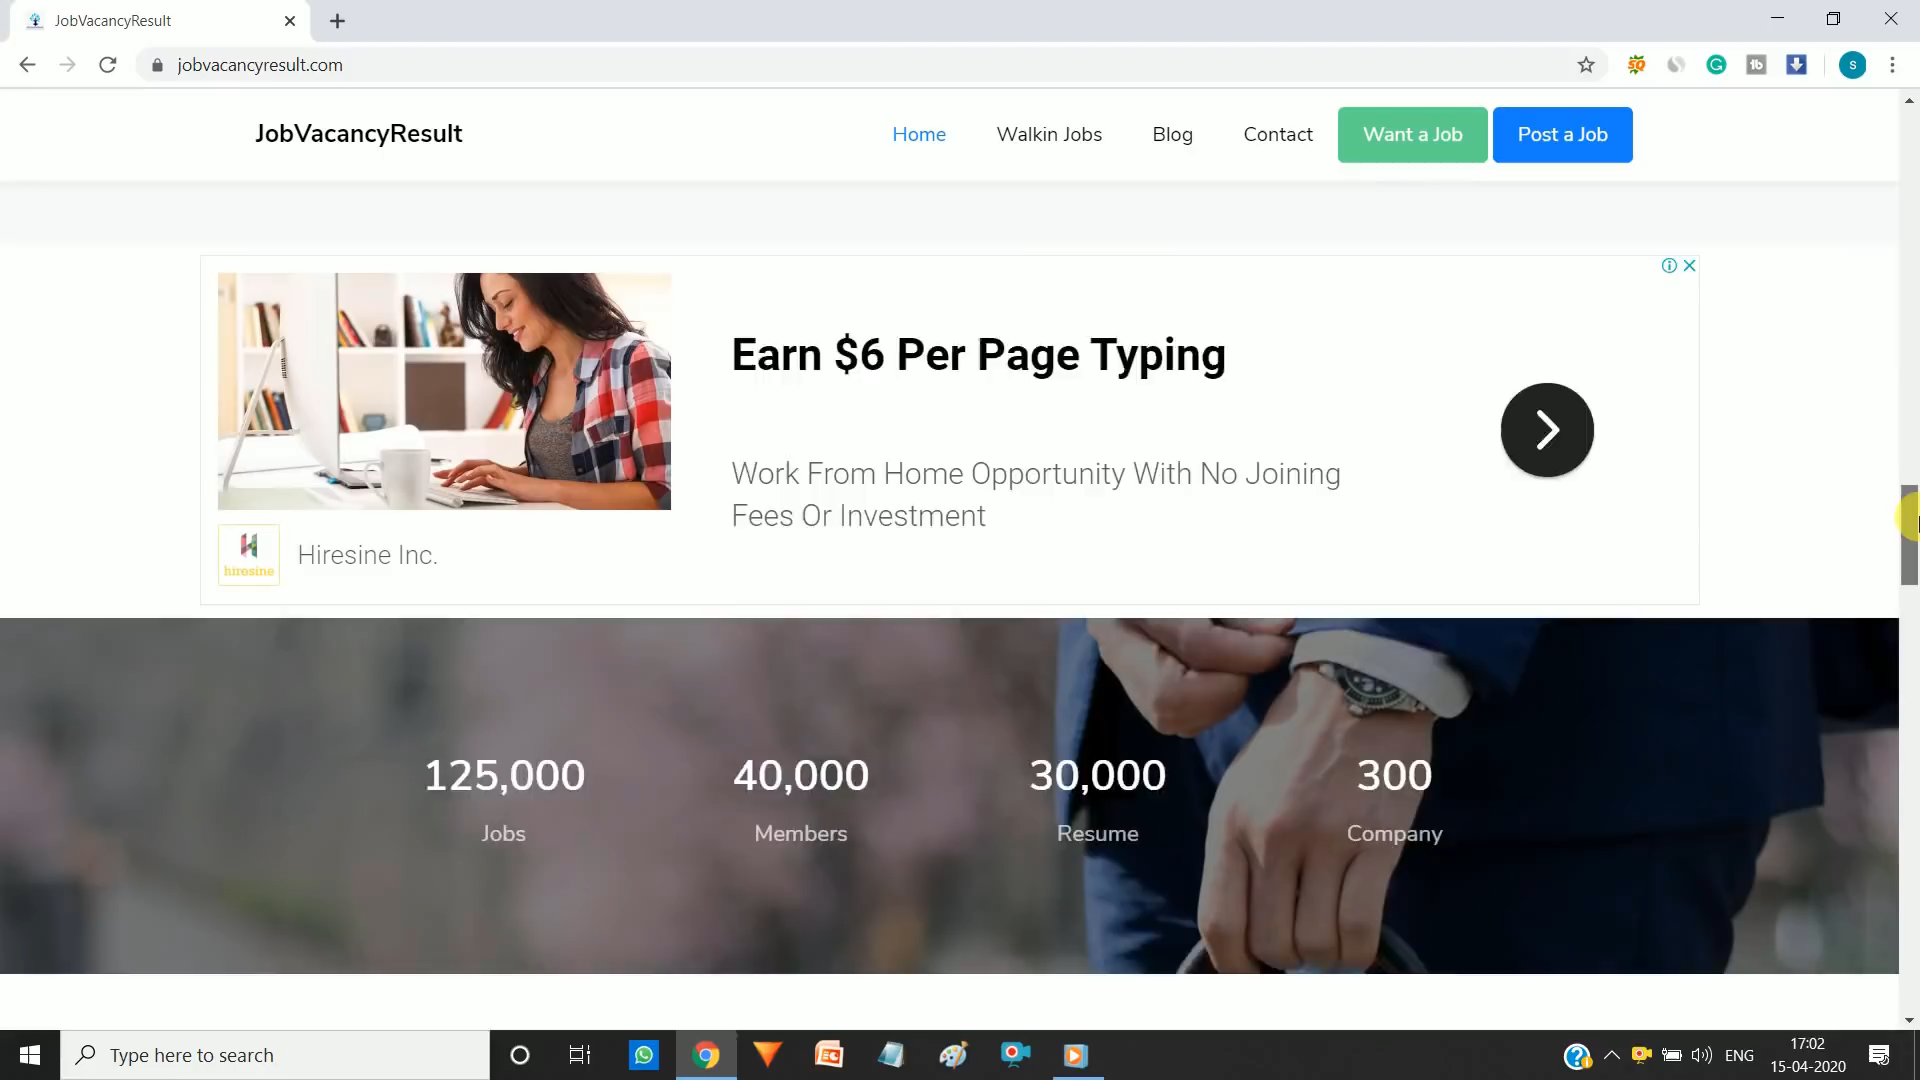 JobVacancyResult
jobvacancyresult.com
JobVacancyResult
Home
Walkin Jobs
Blog
Contact
Want a Job
Post a Job
Earn $6 Per Page Typing
Work From Home Opportunity With No Joining
Fees Or Investment
hiresine
Hiresine Inc.
125,000
40,000
30,000
300
Jobs
Members
Resume
Company
Type here to search
ENG
17:02
15-04-2020